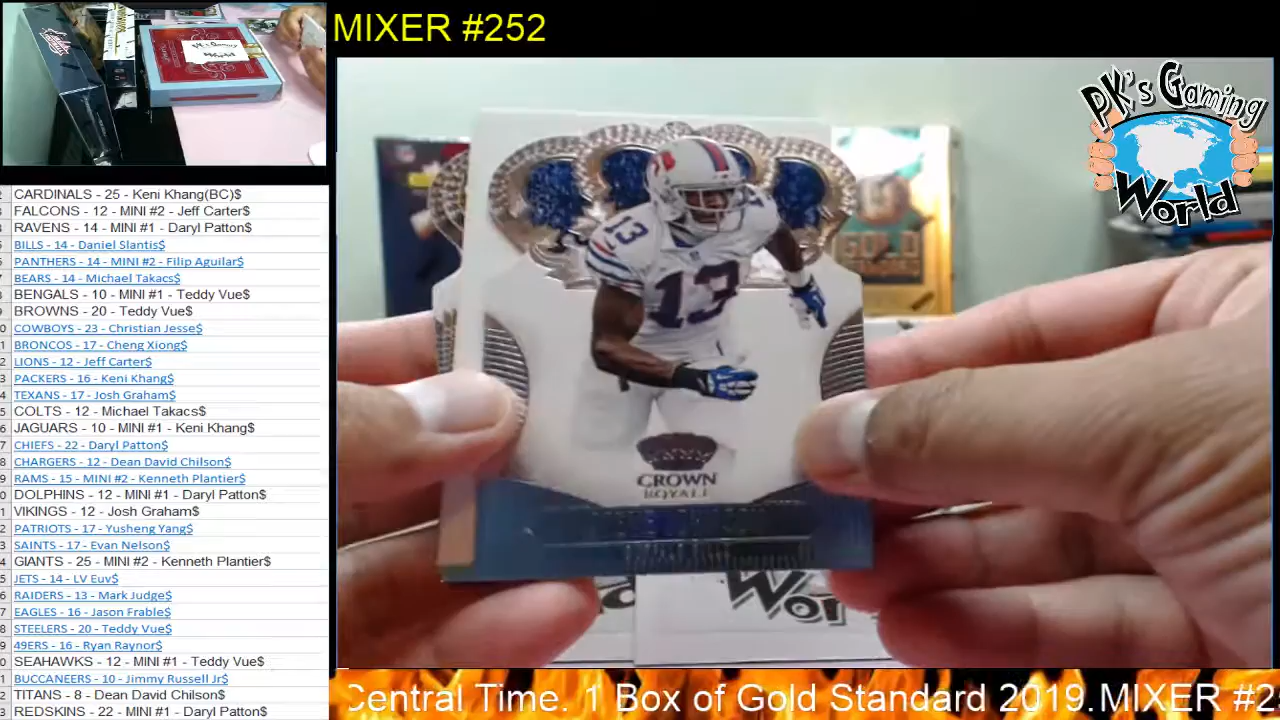 MIXER #252
PK's Gaming
World
CARDINALS - 25 - Keni Khang(BC)$
FALCONS - 12 - MINI #2 - Jeff Carter$
RAVENS - 14 - MINI #1 - Daryl Patton$
BILLS - 14 - Daniel Slantis$
PANTHERS - 14 - MINI #2 - Filip Aguilar$
BEARS - 14 - Michael Takacs$
BENGALS - 10 - MINI #1 - Teddy Vue$
BROWNS - 20 - Teddy Vue$
COWBOYS - 23 - Christian Jesse$
BRONCOS - 17 - Cheng Xiong$
LIONS - 12 - Jeff Carter$
PACKERS - 16 - Keni Khang$
TEXANS - 17 - Josh Graham$
COLTS - 12 - Michael Takacs$
JAGUARS - 10 - MINI #1 - Keni Khang$
CHIEFS - 22 - Daryl Patton$
CHARGERS - 12 - Dean David Chilson$
RAMS - 15 - MINI #2 - Kenneth Plantier$
DOLPHINS - 12 - MINI #1 - Daryl Patton$
VIKINGS - 12 - Josh Graham$
PATRIOTS - 17 - Yusheng Yang$
SAINTS - 17 - Evan Nelson$
GIANTS - 25 - MINI #2 - Kenneth Plantier$
JETS - 14 - LV Euv$
RAIDERS - 13 - Mark Judge$
EAGLES - 16 - Jason Frable$
STEELERS - 20 - Teddy Vue$
49ERS - 16 - Ryan Raynor$
SEAHAWKS - 12 - MINI #1 - Teddy Vue$
BUCCANEERS - 10 - Jimmy Russell Jr$
TITANS - 8 - Dean David Chilson$
REDSKINS - 22 - MINI #1 - Daryl Patton$
13
13
CROWN
ROYALE
GOLD
Central Time. 1 Box of Gold Standard 2019.MIXER #2